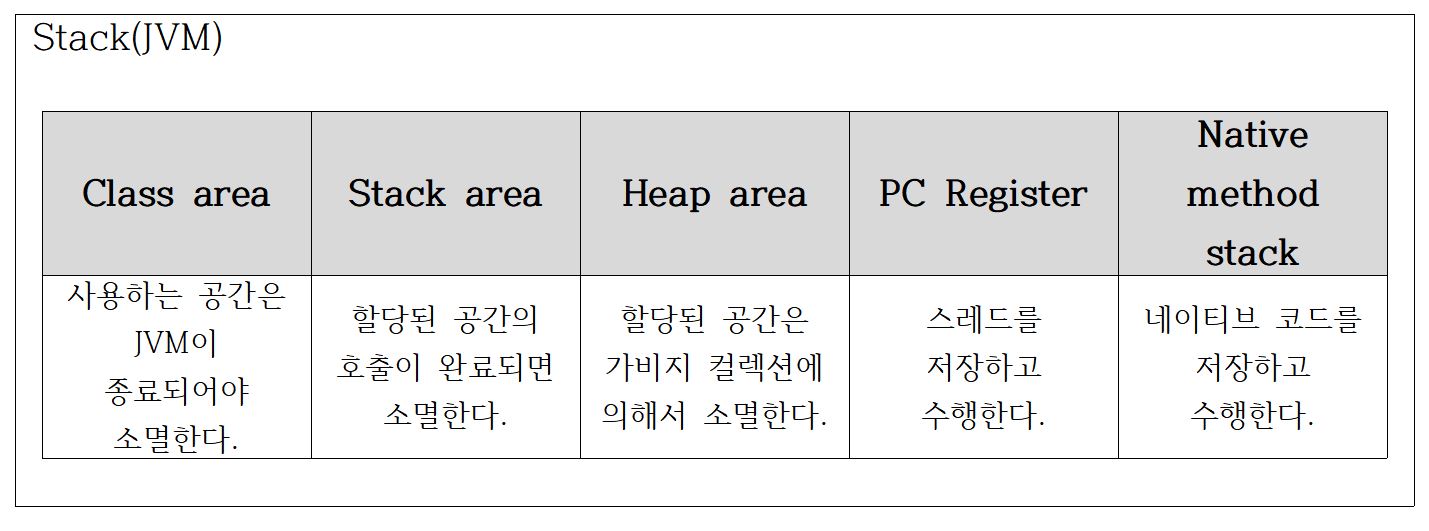 Stack(JVM)
Class area
Stack area
Heap area
PC Register
Native
method
stack
사용하는 공간은
JVM이
종료되어야
소멸한다.
할당된 공간의
호출이 완료되면
소멸한다.
할당된 공간은
가비지 컬렉션에
의해서 소멸한다.
스레드를
저장하고
수행한다.
네이티브 코드를
저장하고
수행한다.